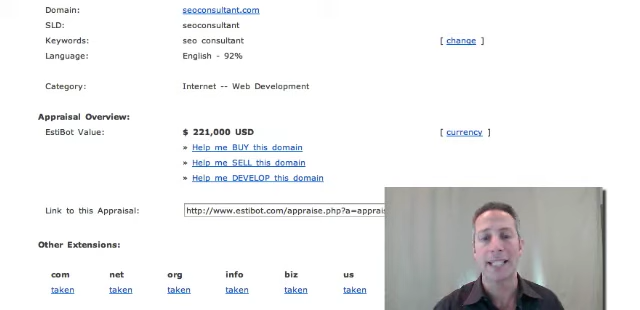 Domain: seoconsultant.com
SLD: seoconsultant
Keywords: seo consultant [ change ]
Language: English - 92%
Category: Internet -- Web Development
Appraisal Overview:
EstiBot Value: $ 221,000 USD [ currency ]
» Help me BUY this domain
» Help me SELL this domain
» Help me DEVELOP this domain
Link to this Appraisal: http://www.estibot.com/appraise.php?a=apprais
Other Extensions:
com net org info biz us
taken taken taken taken taken taken